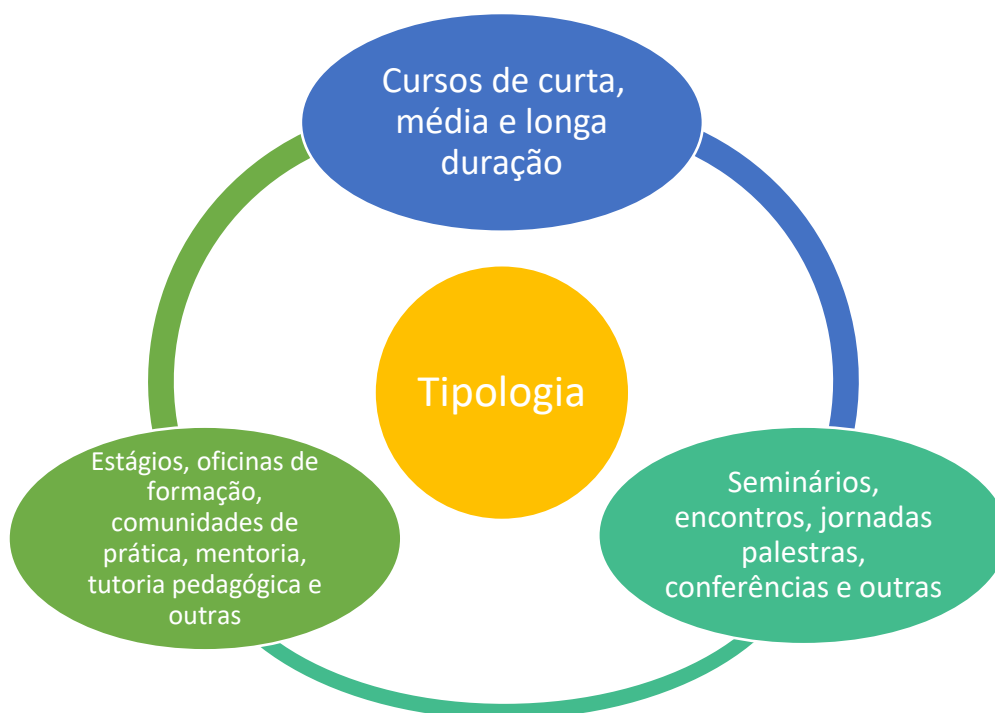 Cursos de curta,
média e longa
duração
Tipologia
Estágios, oficinas de
formação,
comunidades de
prática, mentoria,
tutoria pedagógica e
outras
Seminários,
encontros, jornadas
palestras,
conferências e outras